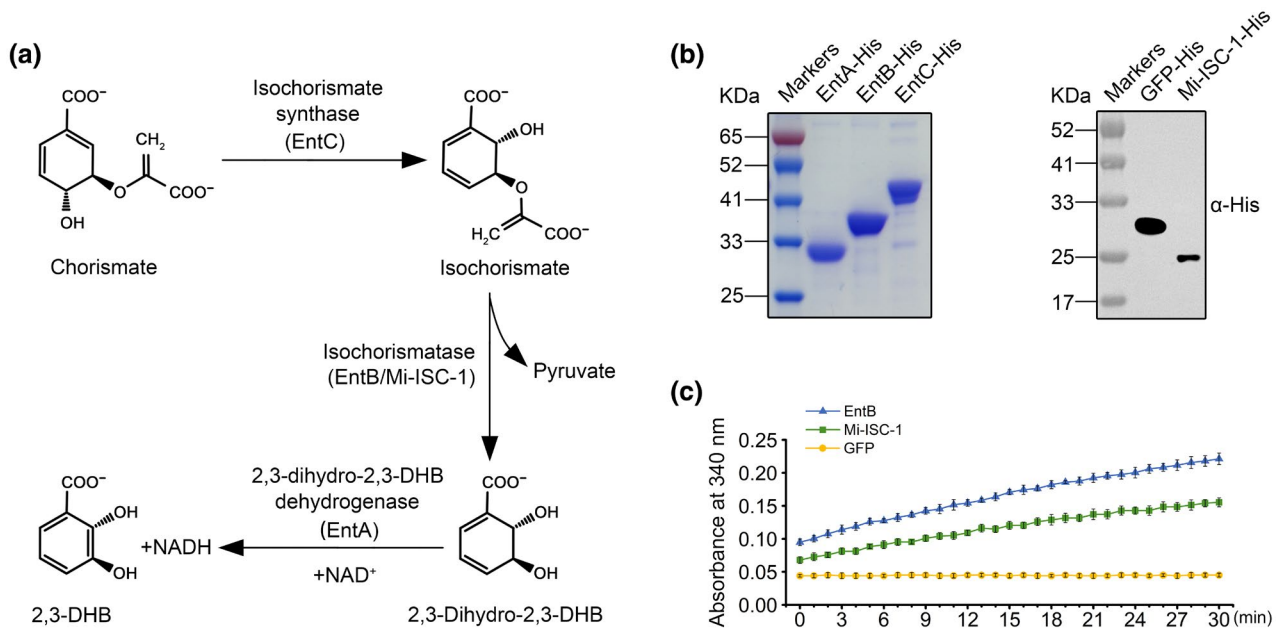 (a)
COO⁻
CH₂
O
COO⁻
OH
Chorismate
Isochorismate
synthase
(EntC)
COO⁻
OH
O
H₂C
COO⁻
Isochorismate
Isochorismatase
(EntB/Mi-ISC-1)
Pyruvate
COO⁻
OH
OH
2,3-Dihydro-2,3-DHB
2,3-dihydro-2,3-DHB
dehydrogenase
(EntA)
+NAD⁺
COO⁻
OH
OH
+NADH
2,3-DHB
(b)
KDa
Markers
EntA-His
EntB-His
EntC-His
65
52
41
33
25
KDa
Markers
GFP-His
Mi-ISC-1-His
52
41
33
25
17
α-His
(c)
EntB
Mi-ISC-1
GFP
Absorbance at 340 nm
0.25
0.20
0.15
0.10
0.05
0.00
0 3 6 9 12 15 18 21 24 27 30 (min)